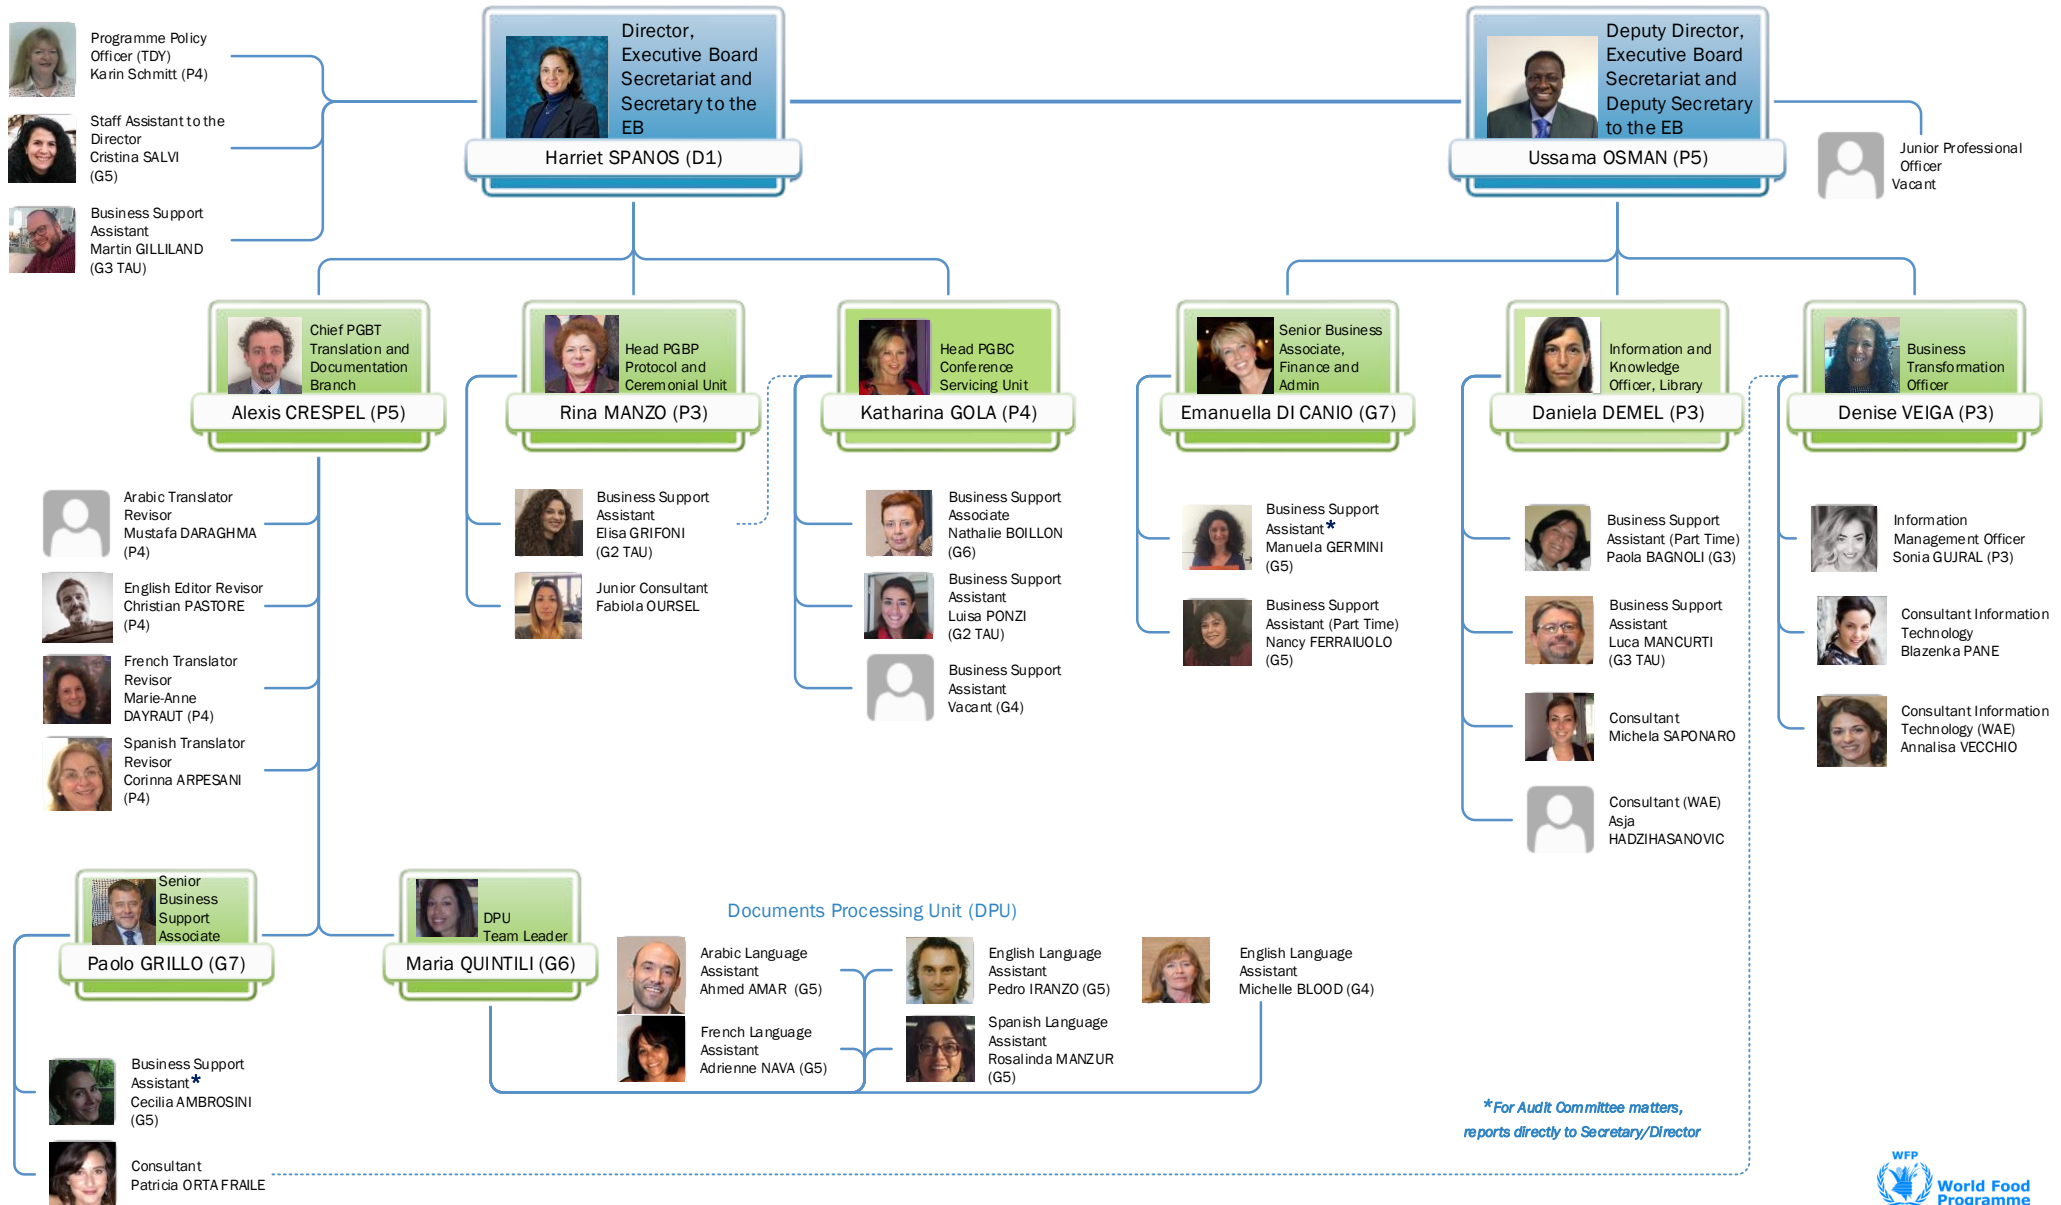 Programme Policy
Officer (TDY)
Karin Schmitt (P4)
Staff Assistant to the
Director
Cristina SALVI
(G5)
Business Support
Assistant
Martin GILLILAND
(G3 TAU)
Director,
Executive Board
Secretariat and
Secretary to the
EB
Harriet SPANOS (D1)
Deputy Director,
Executive Board
Secretariat and
Deputy Secretary
to the EB
Ussama OSMAN (P5)
Junior Professional
Officer
Vacant
Chief PGBT
Translation and
Documentation
Branch
Alexis CRESPEL (P5)
Head PGBP
Protocol and
Ceremonial Unit
Rina MANZO (P3)
Head PGBC
Conference
Servicing Unit
Katharina GOLA (P4)
Senior Business
Associate,
Finance and
Admin
Emanuella DI CANIO (G7)
Information and
Knowledge
Officer, Library
Daniela DEMEL (P3)
Business
Transformation
Officer
Denise VEIGA (P3)
Arabic Translator
Revisor
Mustafa DARAGHMA
(P4)
English Editor Revisor
Christian PASTORE
(P4)
French Translator
Revisor
Marie-Anne
DAYRAUT (P4)
Spanish Translator
Revisor
Corinna ARPESANI
(P4)
Business Support
Assistant
Elisa GRIFONI
(G2 TAU)
Junior Consultant
Fabiola OURSEL
Business Support
Associate
Nathalie BOILLON
(G6)
Business Support
Assistant
Luisa PONZI
(G2 TAU)
Business Support
Assistant
Vacant (G4)
Business Support
Assistant*
Manuela GERMINI
(G5)
Business Support
Assistant (Part Time)
Nancy FERRAIUOLO
(G5)
Business Support
Assistant (Part Time)
Paola BAGNOLI (G3)
Business Support
Assistant
Luca MANCURTI
(G3 TAU)
Consultant
Michela SAPONARO
Consultant (WAE)
Asja
HADZIHASANOVIC
Information
Management Officer
Sonia GUJRAL (P3)
Consultant Information
Technology
Blazenka PANE
Consultant Information
Technology (WAE)
Annalisa VECCHIO
Senior
Business
Support
Associate
Paolo GRILLO (G7)
DPU
Team Leader
Maria QUINTILI (G6)
Documents Processing Unit (DPU)
Arabic Language
Assistant
Ahmed AMAR (G5)
English Language
Assistant
Pedro IRANZO (G5)
English Language
Assistant
Michelle BLOOD (G4)
French Language
Assistant
Adrienne NAVA (G5)
Spanish Language
Assistant
Rosalinda MANZUR
(G5)
Business Support
Assistant*
Cecilia AMBROSINI
(G5)
Consultant
Patricia ORTA FRAILE
*For Audit Committee matters,
reports directly to Secretary/Director
WFP
World Food
Programme